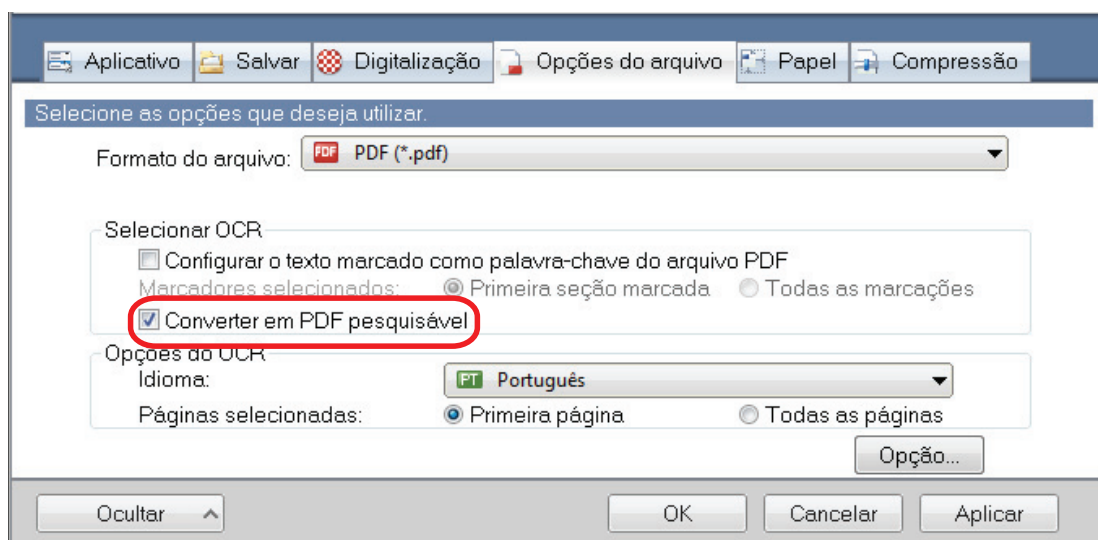 Aplicativo Salvar Digitalização Opções do arquivo Papel Compressão
Selecione as opções que deseja utilizar.
Formato do arquivo: PDF PDF (*.pdf)
Selecionar OCR
Configurar o texto marcado como palavra-chave do arquivo PDF
Marcadores selecionados: Primeira seção marcada Todas as marcações
Converter em PDF pesquisável
Opções do OCR
Idioma: PT Português
Páginas selecionadas: Primeira página Todas as páginas
Opção...
Ocultar OK Cancelar Aplicar